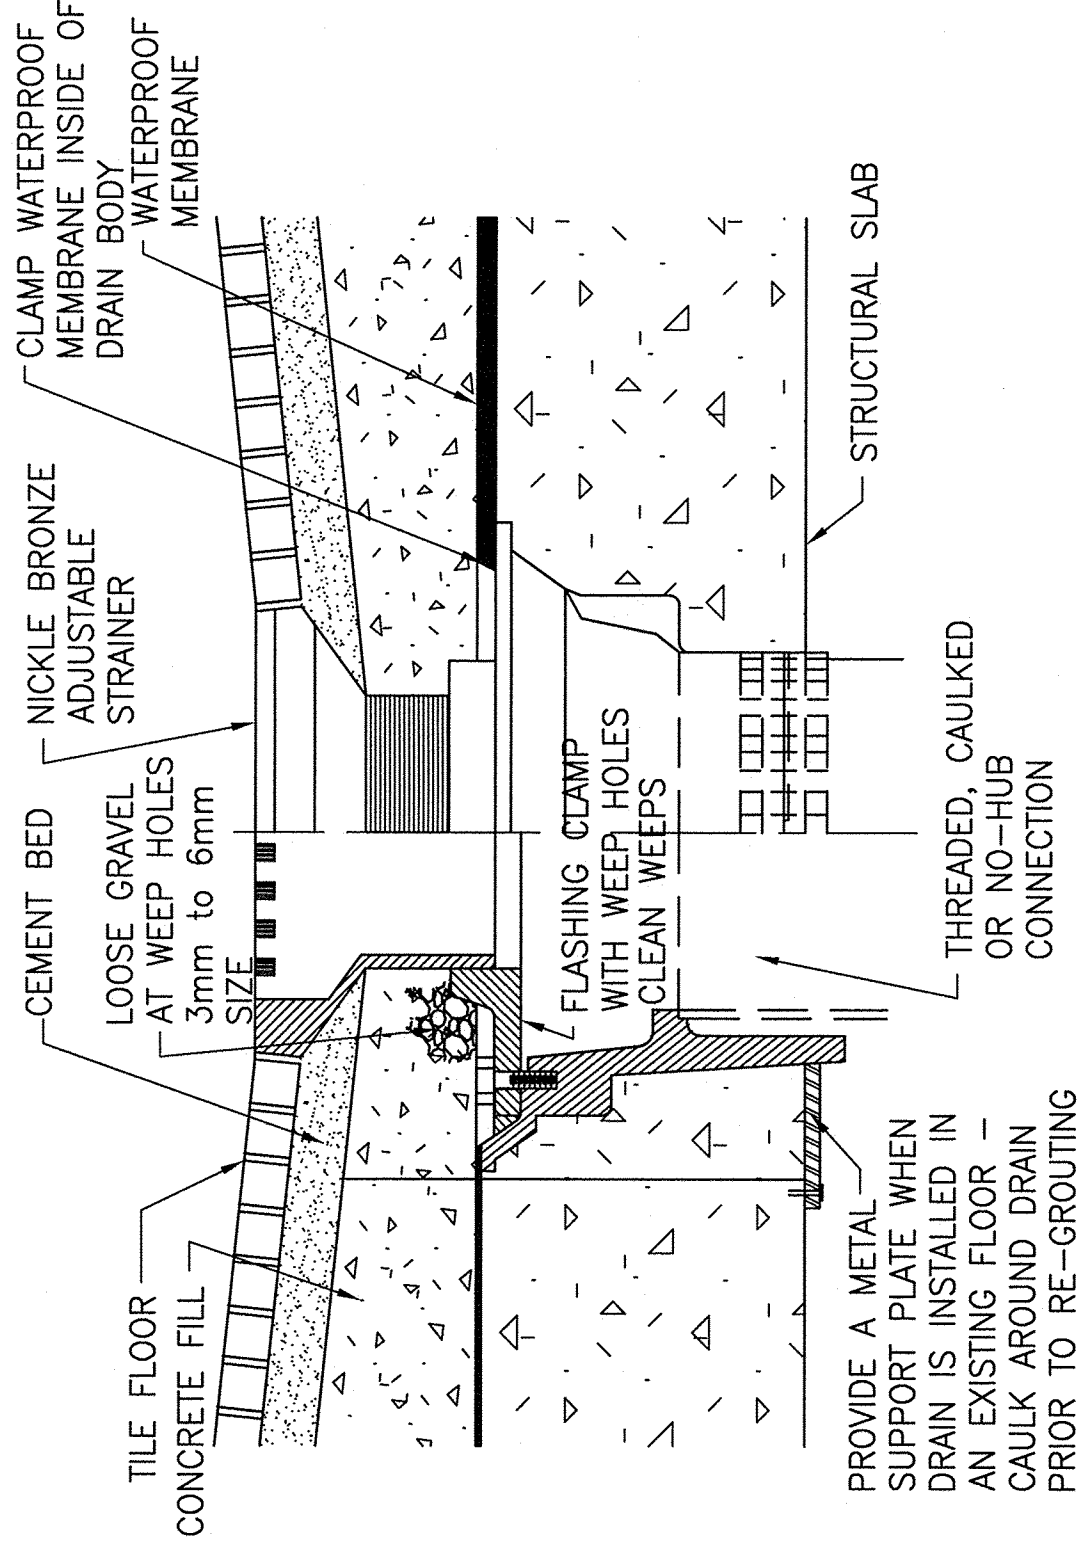 TILE FLOOR
CONCRETE FILL
CEMENT BED
LOOSE GRAVEL
AT WEEP HOLES
3mm to 6mm
SIZE
NICKLE BRONZE
ADJUSTABLE
STRAINER
CLAMP WATERPROOF
MEMBRANE INSIDE OF
DRAIN BODY
WATERPROOF
MEMBRANE
FLASHING CLAMP
WITH WEEP HOLES
CLEAN WEEPS
PROVIDE A METAL
SUPPORT PLATE WHEN
DRAIN IS INSTALLED IN
AN EXISTING FLOOR –
CAULK AROUND DRAIN
PRIOR TO RE-GROUTING
THREADED, CAULKED
OR NO-HUB
CONNECTION
STRUCTURAL SLAB